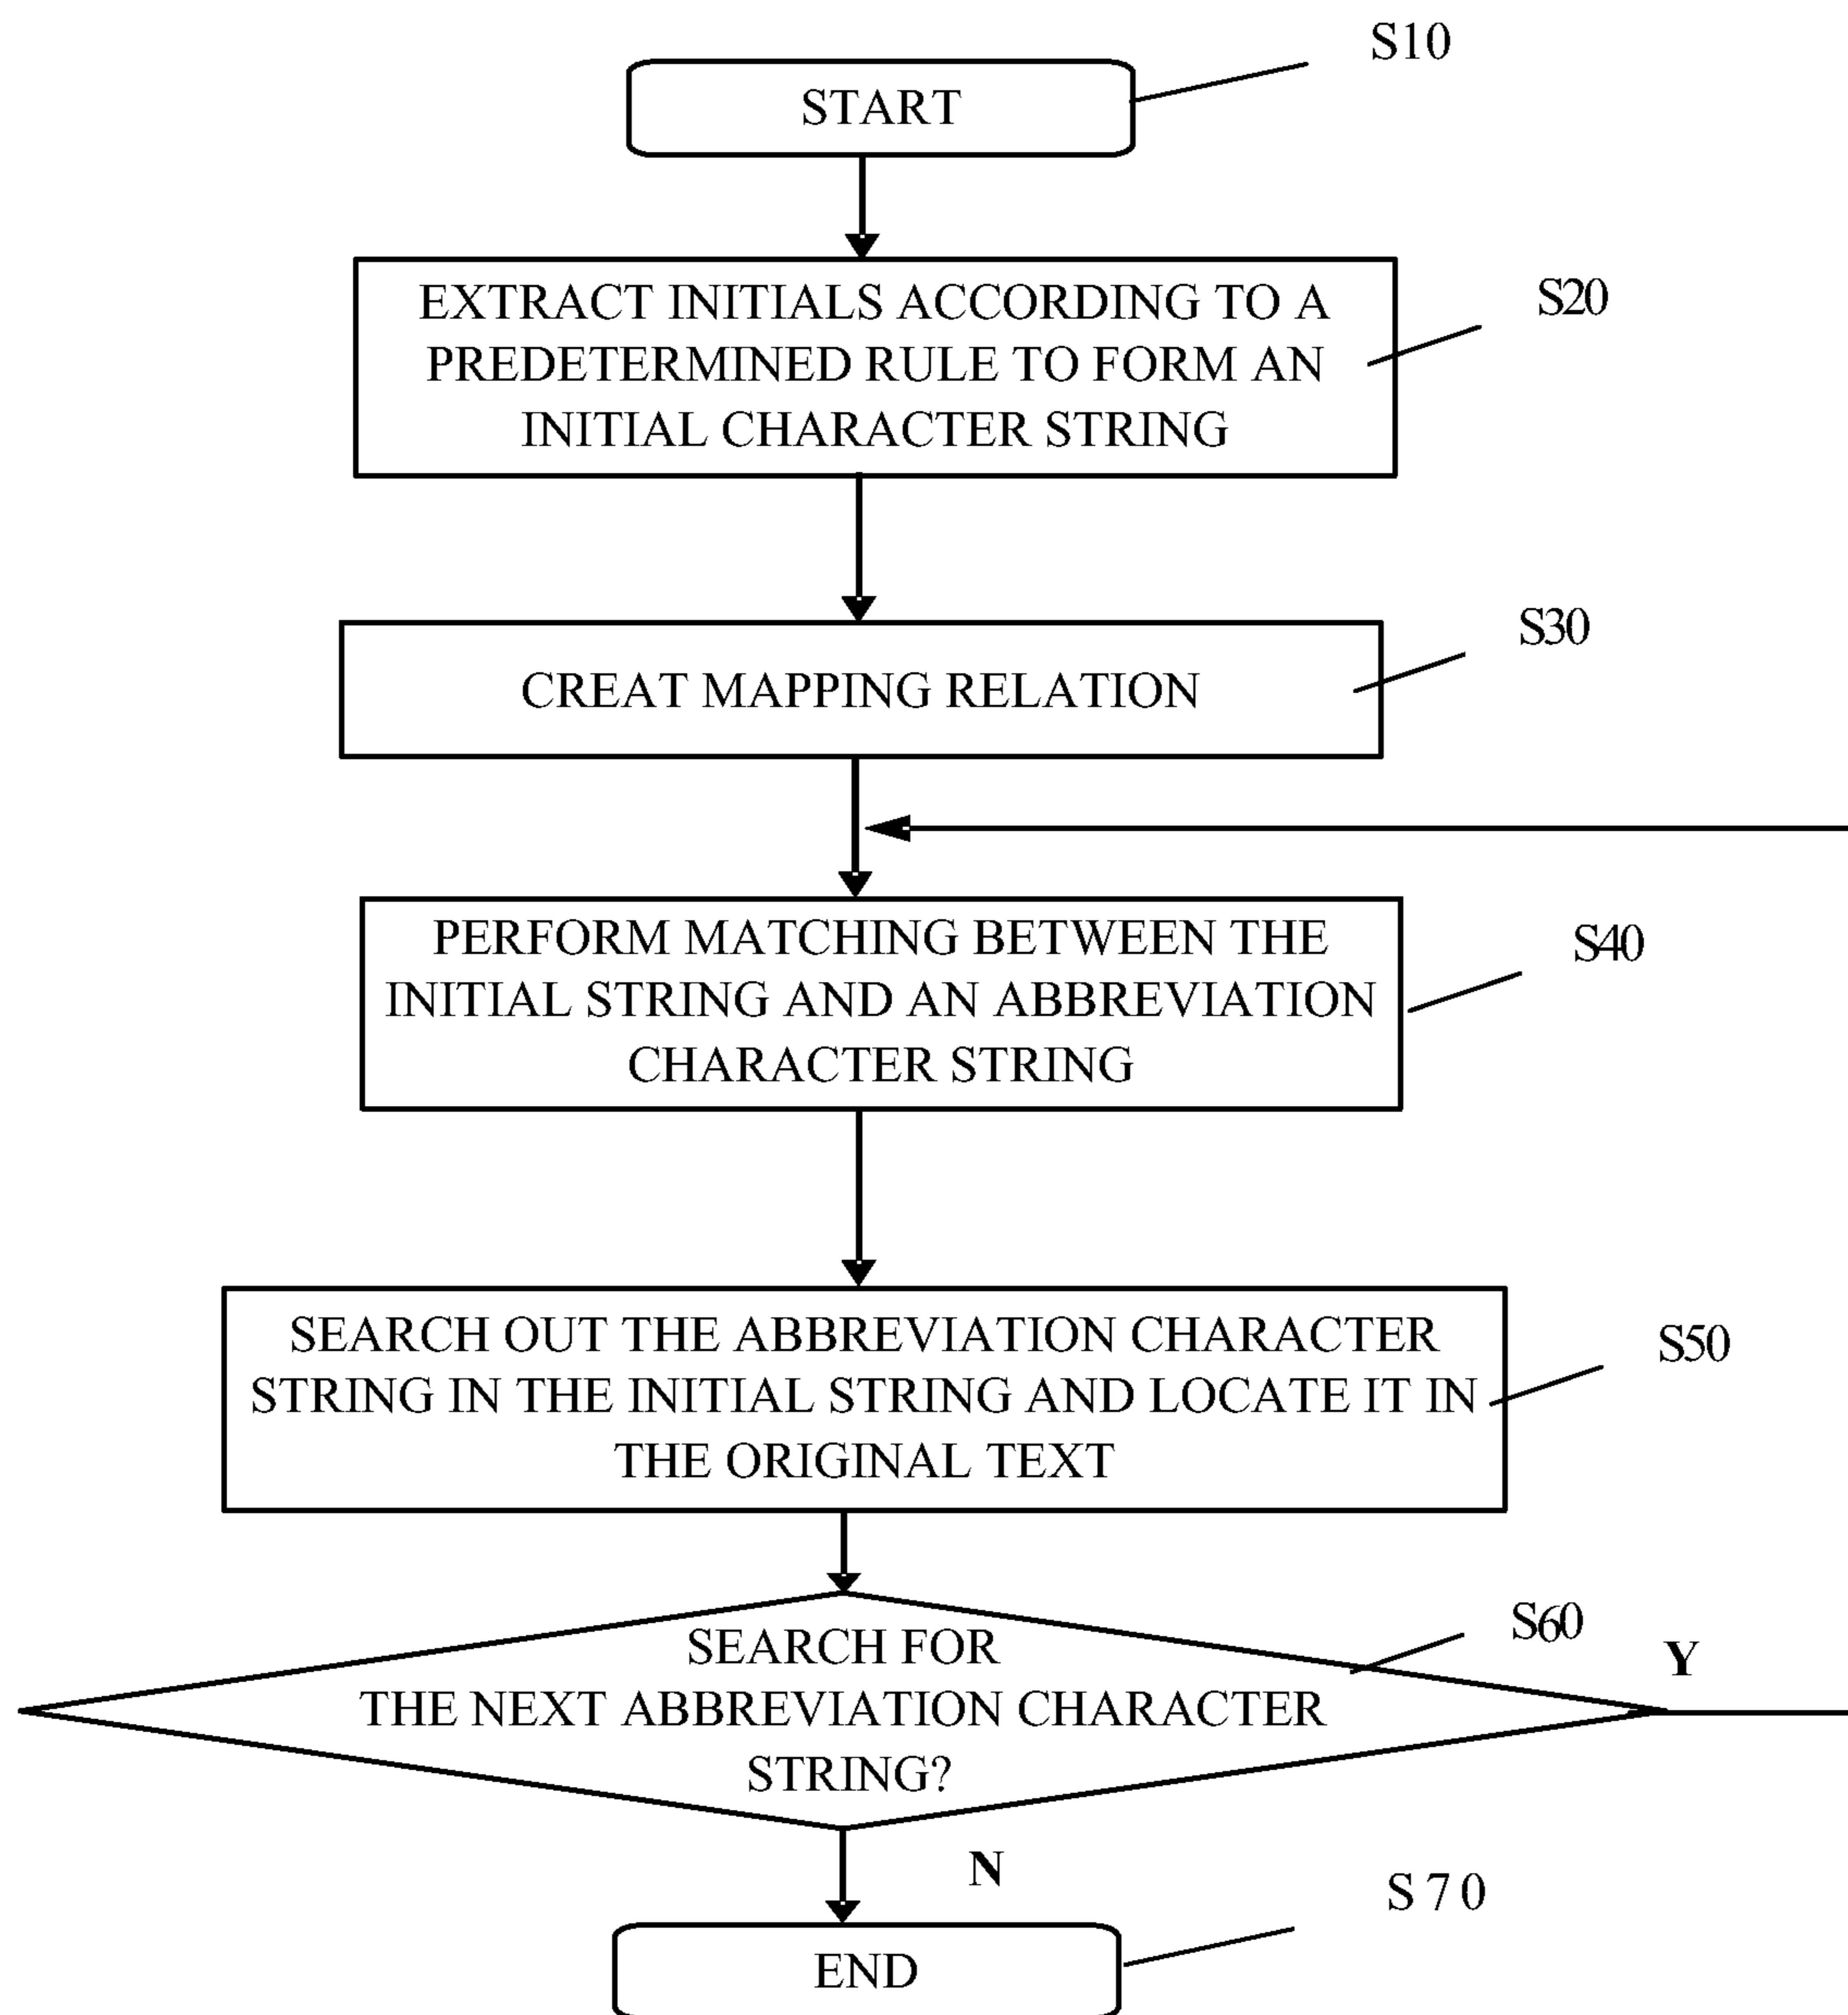 S10
START
EXTRACT INITIALS ACCORDING TO A
S20
PREDETERMINED RULE TO FORM AN
INITIAL CHARACTER STRING
S30
CREAT MAPPING RELATION
PERFORM MATCHING BETWEEN THE
S40
INITIAL STRING AND AN ABBREVIATION
CHARACTER STRING
SEARCH OUT THE ABBREVIATION CHARACTER
S50
STRING IN THE INITIAL STRING AND LOCATE IT IN
THE ORIGINAL TEXT
S60
SEARCH FOR
Y
THE NEXT ABBREVIATION CHARACTER
STRING?
N
S 7 0
END